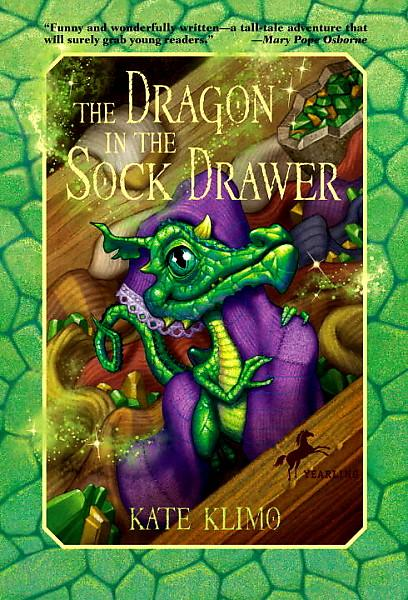 “Funny and wonderfully written—a tall-tale adventure that
will surely grab young readers.” —Mary Pope Osborne
THE DRAGON
IN THE
SOCK DRAWER
YEARLING
KATE KLIMO